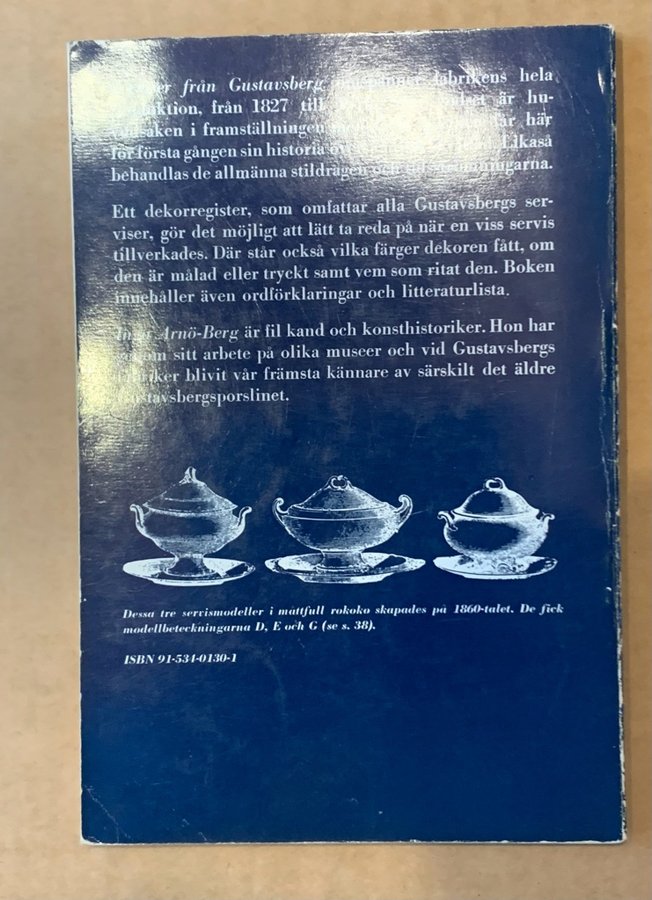 från Gustavsberg fabrikens hela
från 1827 till är hu-
i framställningen här
för första gången sin historia Likaså
behandlas de allmänna stildragen
Ett dekorregister, som omfattar alla Gustavsbergs ser-
viser, gör det möjligt att lätt ta reda på när en viss servis
tillverkades. Där står också vilka färger dekoren fått, om
den är målad eller tryckt samt vem som ritat den. Boken
innehåller även ordförklaringar och litteraturlista.
Arnö-Berg är fil kand och konsthistoriker. Hon har
genom sitt arbete på olika museer och vid Gustavsbergs
fabriker blivit vår främsta kännare av särskilt det äldre
Gustavsbergsporslinet.
Dessa tre servismodeller i måttfull rokoko skapades på 1860-talet. De fick
modellbeteckningarna D, E och G (se s. 38).
ISBN 91-534-0130-1